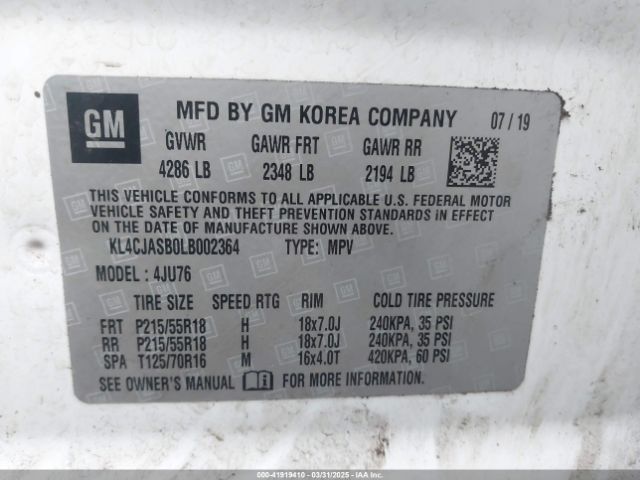 GM MFD BY GM KOREA COMPANY 07 / 19
GVWR GAWR FRT GAWR RR
4286 LB 2348 LB 2194 LB
THIS VEHICLE CONFORMS TO ALL APPLICABLE U.S. FEDERAL MOTOR
VEHICLE SAFETY AND THEFT PREVENTION STANDARDS IN EFFECT
ON THE DATE OF MANUFACTURE SHOWN ABOVE.
KL4CJASB0LB002364 TYPE: MPV
MODEL : 4JU76
TIRE SIZE SPEED RTG RIM COLD TIRE PRESSURE
FRT P215/55R18 H 18x7.0J 240KPA, 35 PSI
RR P215/55R18 H 18x7.0J 240KPA, 35 PSI
SPA T125/70R16 M 16x4.0T 420KPA, 60 PSI
SEE OWNER'S MANUAL FOR MORE INFORMATION.
000-41919410 - 03/31/2025 - IAAI.com